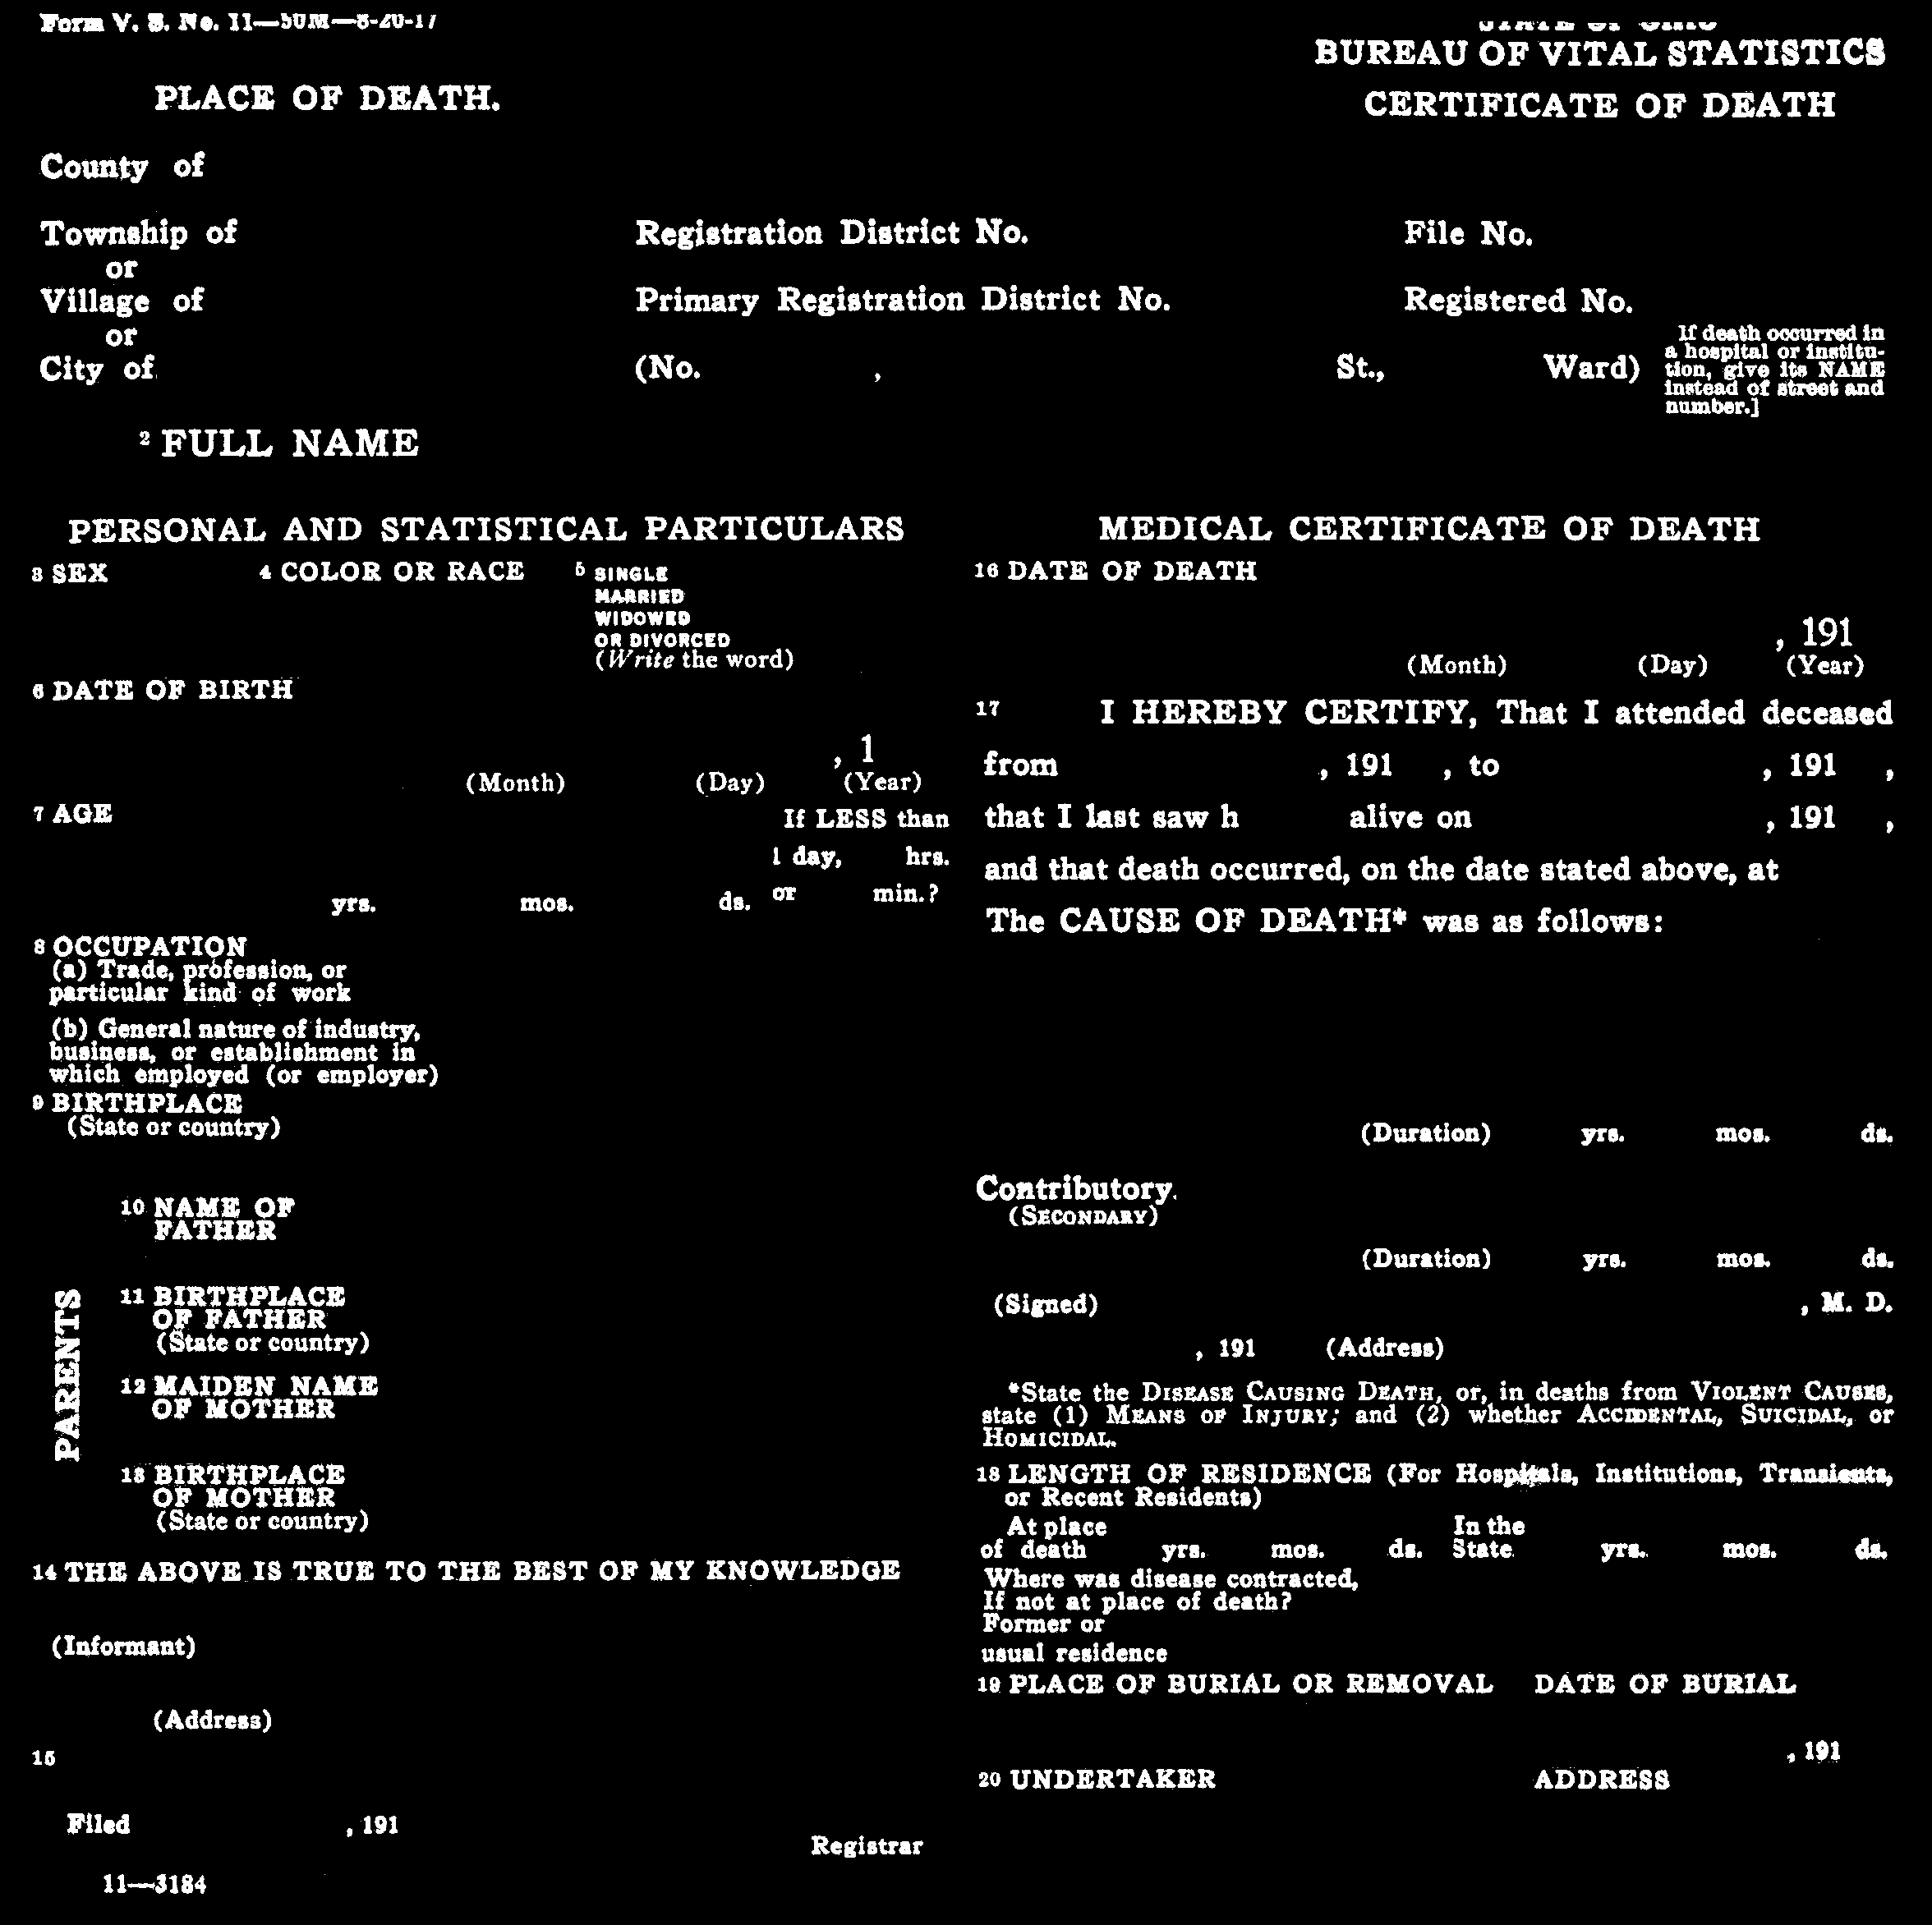 Form V. S. No. 11—50M—8-20-17
STATE OF OHIO
BUREAU OF VITAL STATISTICS
PLACE OF DEATH.
CERTIFICATE OF DEATH
County of
Township of Registration District No. File No.
or
Village of Primary Registration District No. Registered No.
or
City of (No. , St., Ward)
If death occurred in
a hospital or institu-
tion, give its NAME
instead of street and
number.]
2 FULL NAME
PERSONAL AND STATISTICAL PARTICULARS
3 SEX 4 COLOR OR RACE 5 SINGLE
MARRIED
WIDOWED
OR DIVORCED
(Write the word)
6 DATE OF BIRTH
, 1
(Month) (Day) (Year)
7 AGE If LESS than
1 day, hrs.
yrs. mos. ds. or min.?
8 OCCUPATION
(a) Trade, profession, or
particular kind of work
(b) General nature of industry,
business, or establishment in
which employed (or employer)
9 BIRTHPLACE
(State or country)
PARENTS
10 NAME OF
FATHER
11 BIRTHPLACE
OF FATHER
(State or country)
12 MAIDEN NAME
OF MOTHER
13 BIRTHPLACE
OF MOTHER
(State or country)
14 THE ABOVE IS TRUE TO THE BEST OF MY KNOWLEDGE
(Informant)
(Address)
15
Filed , 191
Registrar
11—3184
MEDICAL CERTIFICATE OF DEATH
16 DATE OF DEATH
, 191
(Month) (Day) (Year)
17 I HEREBY CERTIFY, That I attended deceased
from , 191 , to , 191 ,
that I last saw h alive on , 191 ,
and that death occurred, on the date stated above, at
The CAUSE OF DEATH* was as follows:
(Duration) yrs. mos. ds.
Contributory.
(SECONDARY)
(Duration) yrs. mos. ds.
(Signed) , M. D.
, 191 (Address)
*State the DISEASE CAUSING DEATH, or, in deaths from VIOLENT CAUSES,
state (1) MEANS OF INJURY; and (2) whether ACCIDENTAL, SUICIDAL, or
HOMICIDAL.
18 LENGTH OF RESIDENCE (For Hospitals, Institutions, Transients,
or Recent Residents)
At place In the
of death yrs. mos. ds. State yrs. mos. ds.
Where was disease contracted,
If not at place of death?
Former or
usual residence
19 PLACE OF BURIAL OR REMOVAL DATE OF BURIAL
, 191
20 UNDERTAKER ADDRESS